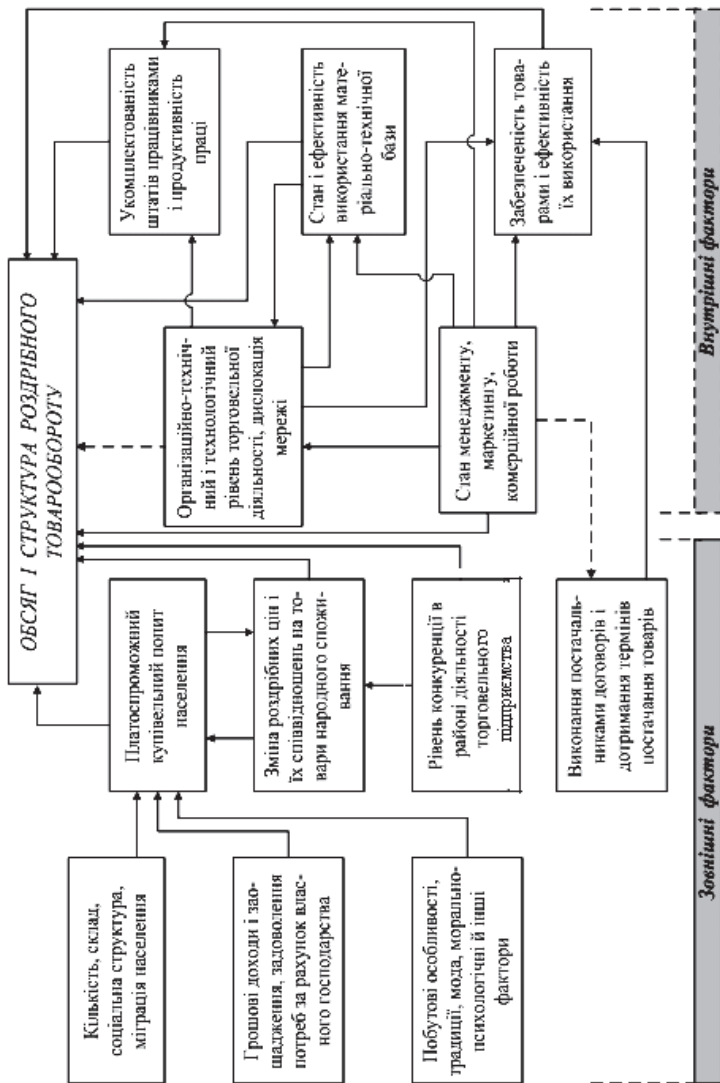 ОБСЯГ І СТРУКТУРА РОЗДРІБНОГО
ТОВАРООБОРОТУ
Кількість, склад,
соціальна структура,
міграція населення
Платоспроможний
купівельний попит
населення
Організаційно-техніч-
ний і технологічний
рівень торговельної
діяльності, дислокація
мережі
Укомплектованість
штатів працівниками
і продуктивність
праці
Грошові доходи і зао-
щадження, задоволення
потреб за рахунок влас-
ного господарства
Зміна роздрібних цін і
їх співвідношень на то-
вари народного спожи-
вання
Стан і ефективність
використання мате-
ріально-технічної
бази
Побутові особливості,
традиції, мода, морально-
психологічні й інші
фактори
Рівень конкуренції в
районі діяльності
торговельного
підприємства
Стан менеджменту,
маркетингу,
комерційної роботи
Забезпеченість това-
рами і ефективність
їх використання
Виконання постачаль-
никами договорів і
дотримання термінів
постачання товарів
Зовнішні фактори
Внутрішні фактори